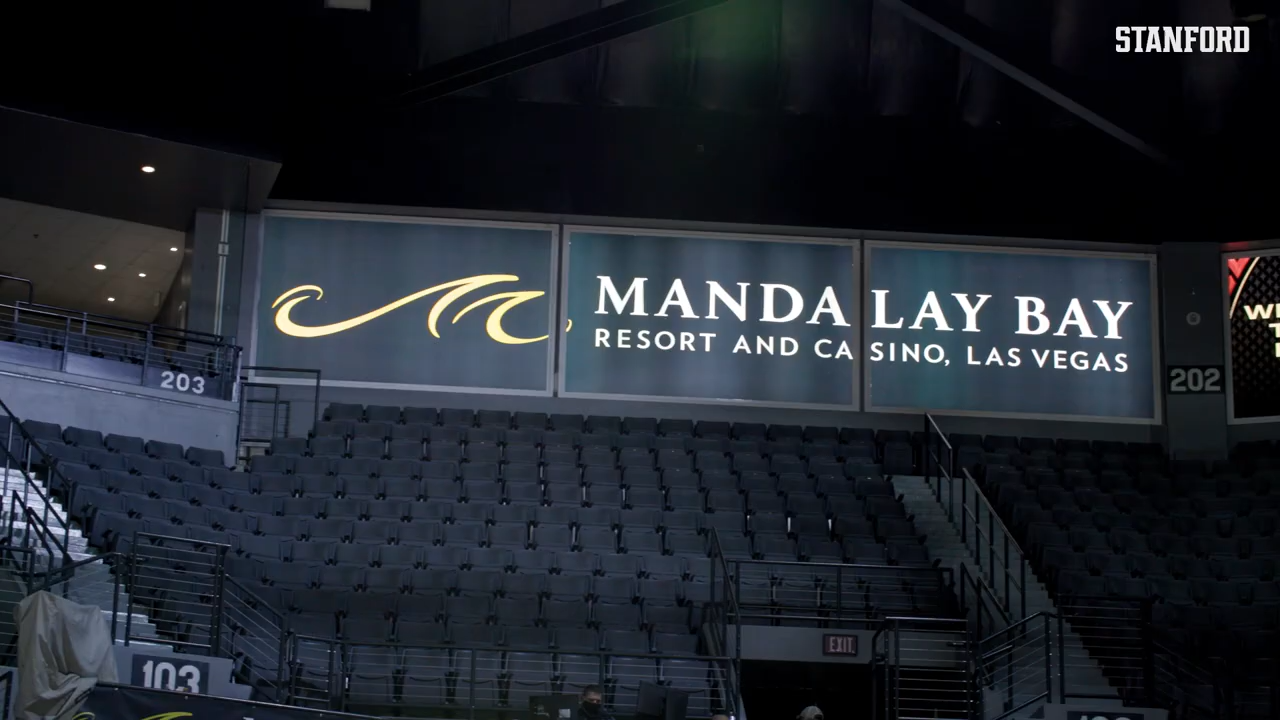 STANFORD
MANDALAY BAY
RESORT AND CASINO, LAS VEGAS
203
202
EXIT
103